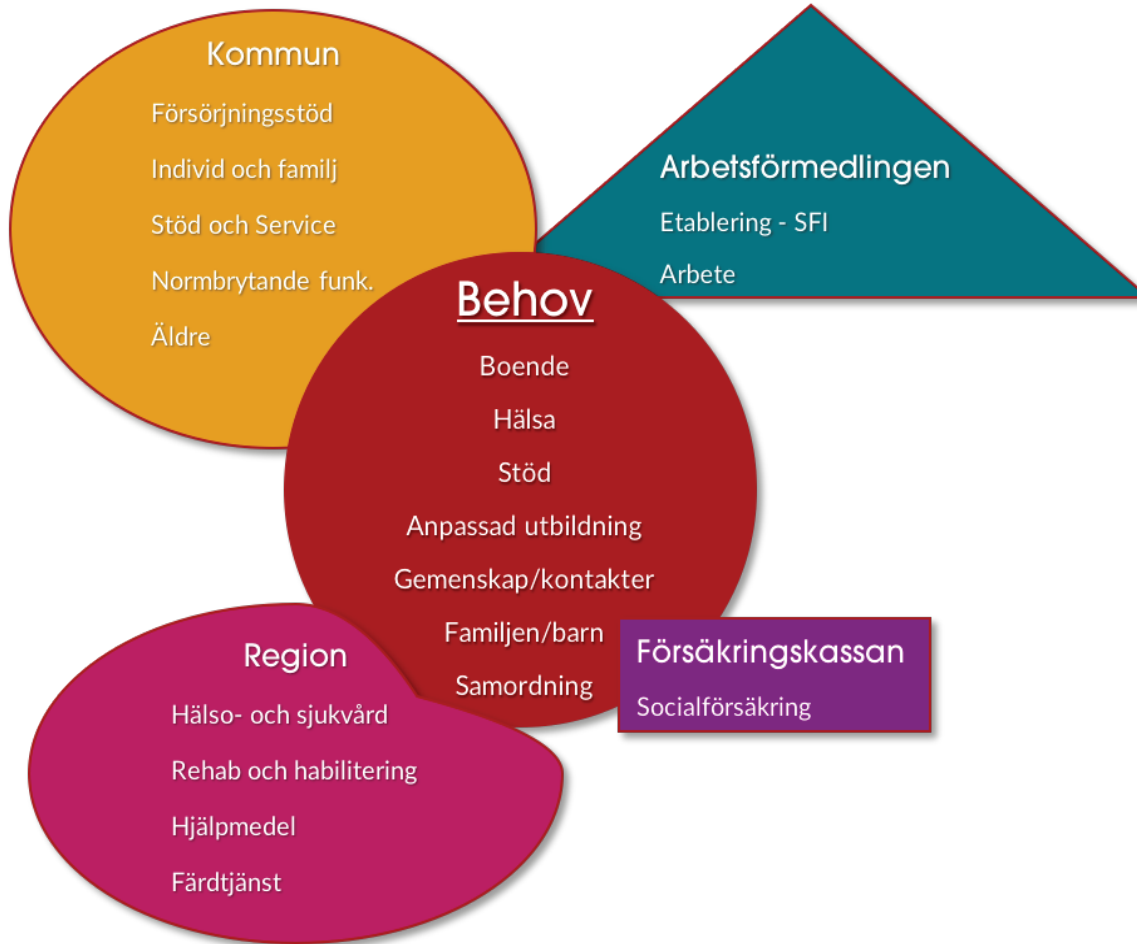 Kommun
Försörjningsstöd
Individ och familj
Stöd och Service
Normbrytande funk.
Äldre
Arbetsförmedlingen
Etablering - SFI
Arbete
Behov
Boende
Hälsa
Stöd
Anpassad utbildning
Gemenskap/kontakter
Familjen/barn
Samordning
Region
Hälso- och sjukvård
Rehab och habilitering
Hjälpmedel
Färdtjänst
Försäkringskassan
Socialförsäkring